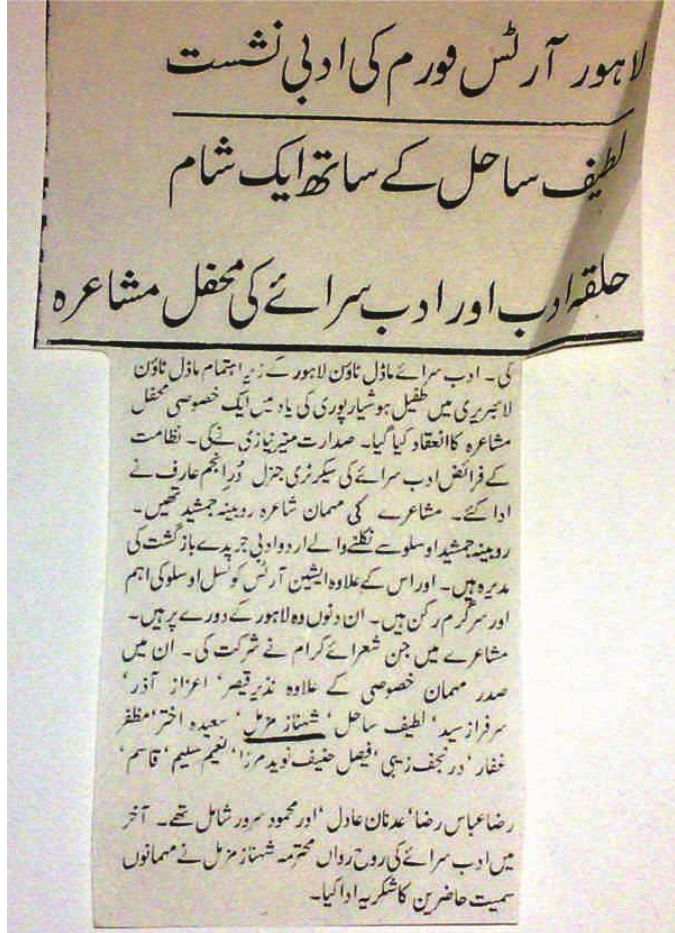 لاہور آرٹس فورم کی ادبی نشست
لطیف ساحل کے ساتھ ایک شام
حلقہ ادب اور ادب سرائے کی محفل مشاعرہ
کی۔ ادب سرائے ماڈل ٹاؤن لاہور کے زیر اہتمام ماڈل ٹاؤن
لائبریری میں طفیل ہوشیارپوری کی یاد میں ایک خصوصی محفل
مشاعرہ کا انعقاد کیا گیا۔ صدارت منیر نیازی نے کی۔ نظامت
کے فرائض ادب سرائے کی سیکرٹری جنرل دُرِ انجم عارف نے
ادا کئے۔ مشاعرے کی مہمان شاعرہ روبینہ جمشید تھیں۔
روبینہ جمشید اوسلو سے نکلنے والے اردو ادبی جریدے بازگشت کی
مدیرہ ہیں۔ اور اس کے علاوہ ایشین آرٹس کونسل اوسلو کی اہم
اور سرگرم رکن ہیں۔ ان دنوں وہ لاہور کے دورے پر ہیں۔
مشاعرے میں جن شعرائے کرام نے شرکت کی۔ ان میں
صدر مہمان خصوصی کے علاوہ نذیر قیصر' اعزاز آذر'
سرفراز سید' لطیف ساحل' شہناز مزمل' سعیدہ اختر' مظفر
غفار' در نجف زیبی' فیصل حنیف نوید مرزا' نعیم سلیم' قاسم'
رضا عباس رضا' عدنان عادل' اور محمود سرور شامل تھے۔ آخر
میں ادب سرائے کی روح رواں محترمہ شہناز مزمل نے مہمانوں
سمیت حاضرین کا شکریہ ادا کیا۔